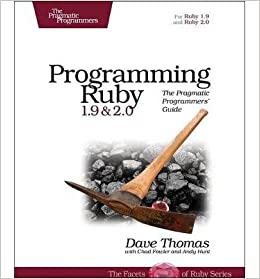 The
Pragmatic
Programmers
For Ruby 1.9
and Ruby 2.0
Programming
Ruby
1.9 & 2.0
The Pragmatic
Programmers'
Guide
Dave Thomas
with Chad Fowler and Andy Hunt
The Facets of Ruby Series